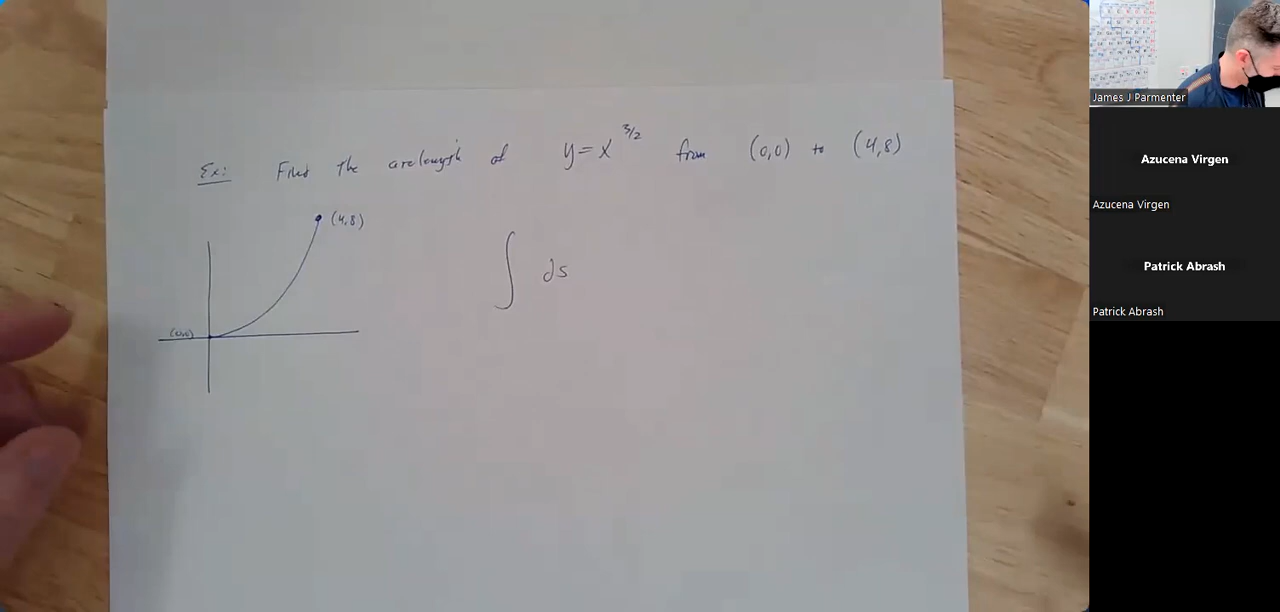 Ex: Find the arclength of y = x^{3/2} from (0,0) to (4,8)
(4,8)
∫ ds
(0,0)
James J Parmenter
Azucena Virgen
Azucena Virgen
Patrick Abrash
Patrick Abrash